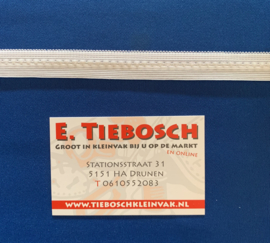 E. TIEBOSCH
GROOT IN KLEINVAK BIJ U OP DE MARKT
EN ONLINE
STATIONSSTRAAT 31
5151 HA DRUNEN
T 0610552083
WWW.TIEBOSCHKLEINVAK.NL